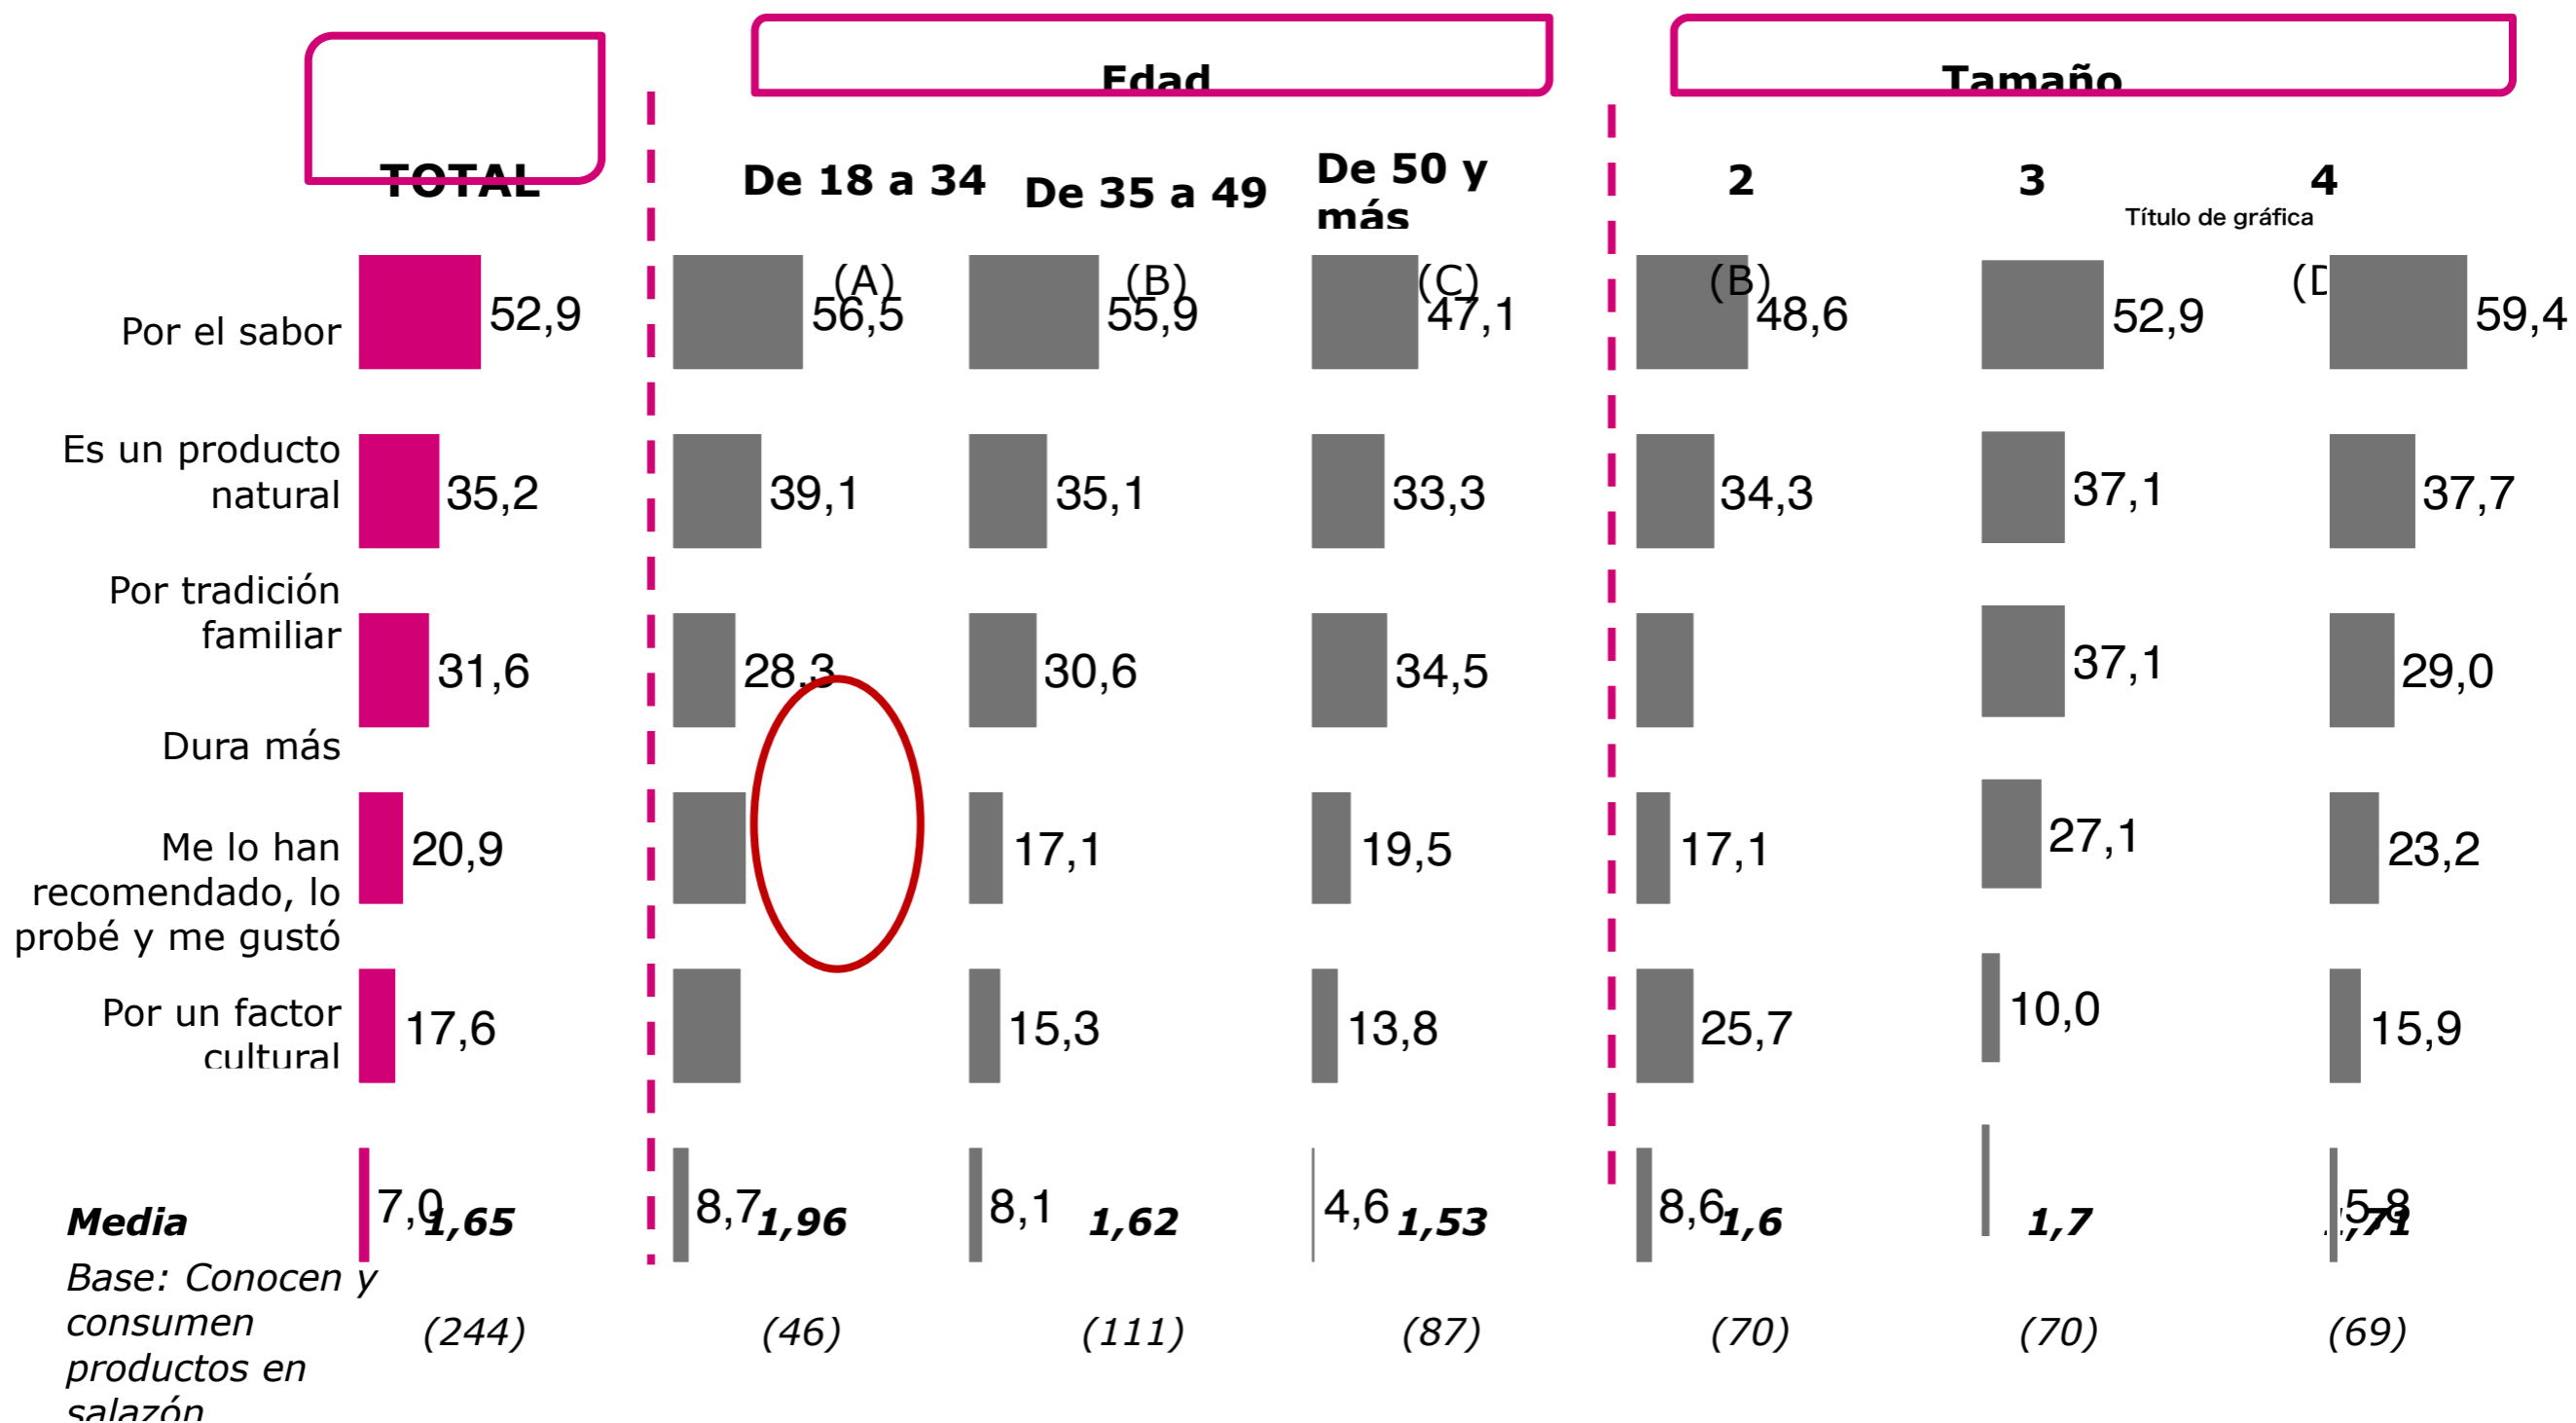 Edad
Tamaño
TOTAL
De 18 a 34
De 35 a 49
De 50 y
más
2
3
4
Título de gráfica
(A)
(B)
(C)
(B)
Por el sabor
52,9
56,5
55,9
47,1
48,6
52,9
59,4
Es un producto
natural
35,2
39,1
35,1
33,3
34,3
37,1
37,7
Por tradición
familiar
31,6
28,3
30,6
34,5
37,1
29,0
Dura más
Me lo han
recomendado, lo
probé y me gustó
20,9
17,1
19,5
17,1
27,1
23,2
Por un factor
cultural
17,6
15,3
13,8
25,7
10,0
15,9
7,0
8,7
8,1
4,6
8,6
5,8
Media
1,65
1,96
1,62
1,53
1,6
1,7
Base: Conocen y
consumen
productos en
salazón
(244)
(46)
(111)
(87)
(70)
(70)
(69)